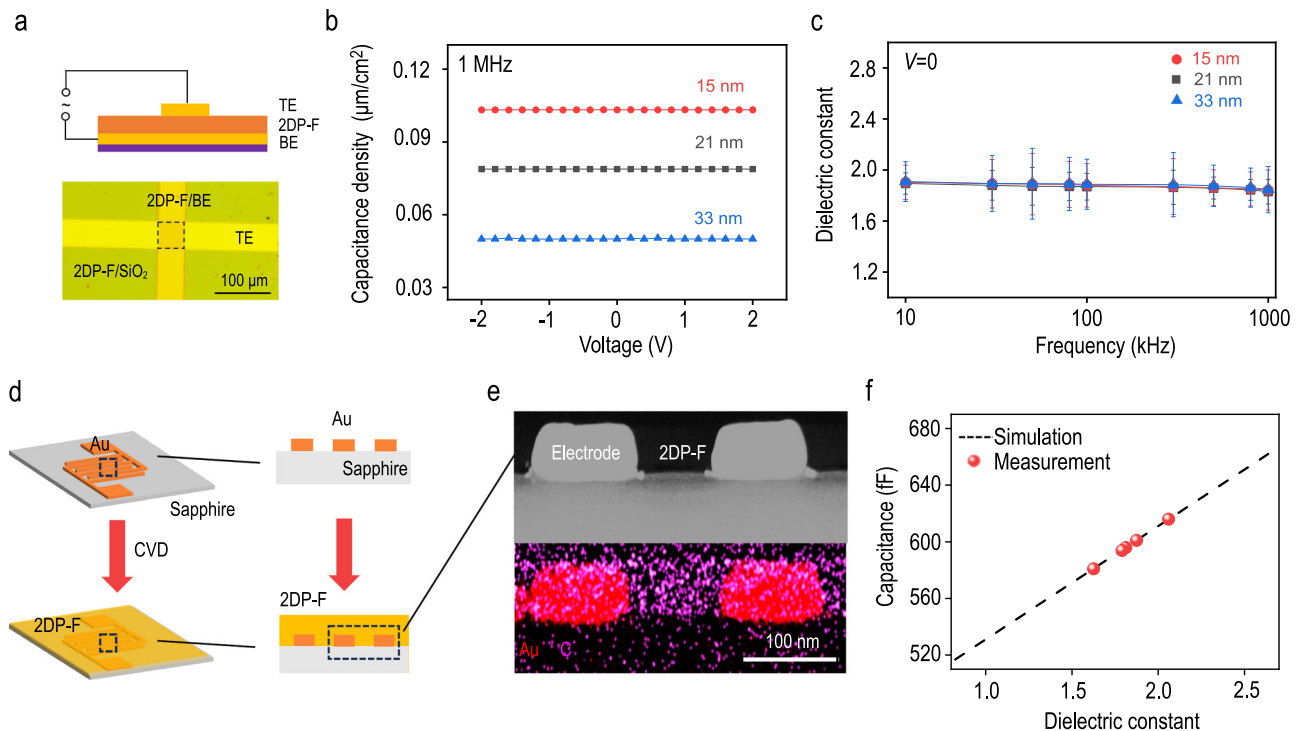 a
~
TE
2DP-F
BE
2DP-F/BE
TE
2DP-F/SiO₂
100 µm
b
Capacitance density (µm/cm²)
0.12
0.09
0.06
0.03
1 MHz
15 nm
21 nm
33 nm
-2 -1 0 1 2
Voltage (V)
c
Dielectric constant
2.8
2.4
2.0
1.6
1.2
V=0
15 nm
21 nm
33 nm
10 100 1000
Frequency (kHz)
d
Au
Sapphire
CVD
2DP-F
Au
Sapphire
2DP-F
e
Electrode
2DP-F
Au C
100 nm
f
Capacitance (fF)
680
640
600
560
520
Simulation
Measurement
1.0 1.5 2.0 2.5
Dielectric constant